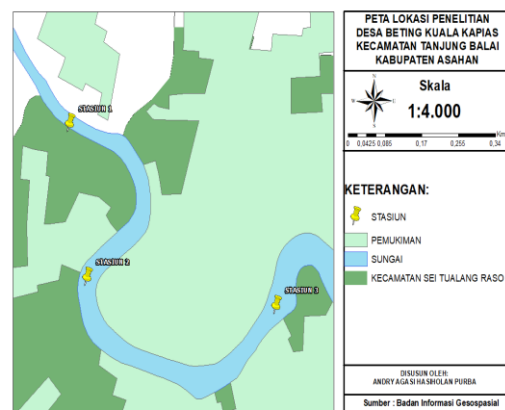 STASIUN 1
STASIUN 2
STASIUN 3
PETA LOKASI PENELITIAN
DESA BETING KUALA KAPIAS
KECAMATAN TANJUNG BALAI
KABUPATEN ASAHAN
Skala
1:4.000
Km
0 0,0425 0,085 0,17 0,255 0,34
KETERANGAN:
STASIUN
PEMUKIMAN
SUNGAI
KECAMATAN SEI TUALANG RASO
DISUSUN OLEH:
ANDRY AGASI HASIHOLAN PURBA
Sumber : Badan Informasi Gesospasial